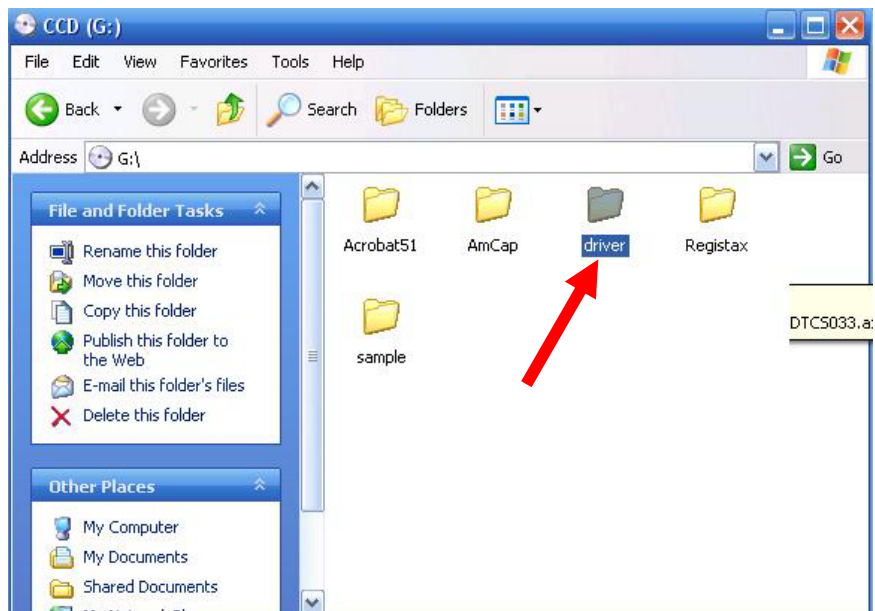 CCD (G:)
File Edit View Favorites Tools Help
Back Search Folders
Address G:\ Go
File and Folder Tasks
Rename this folder
Move this folder
Copy this folder
Publish this folder to
the Web
E-mail this folder's files
Delete this folder
Other Places
My Computer
My Documents
Shared Documents
Acrobat51 AmCap driver Registax
sample